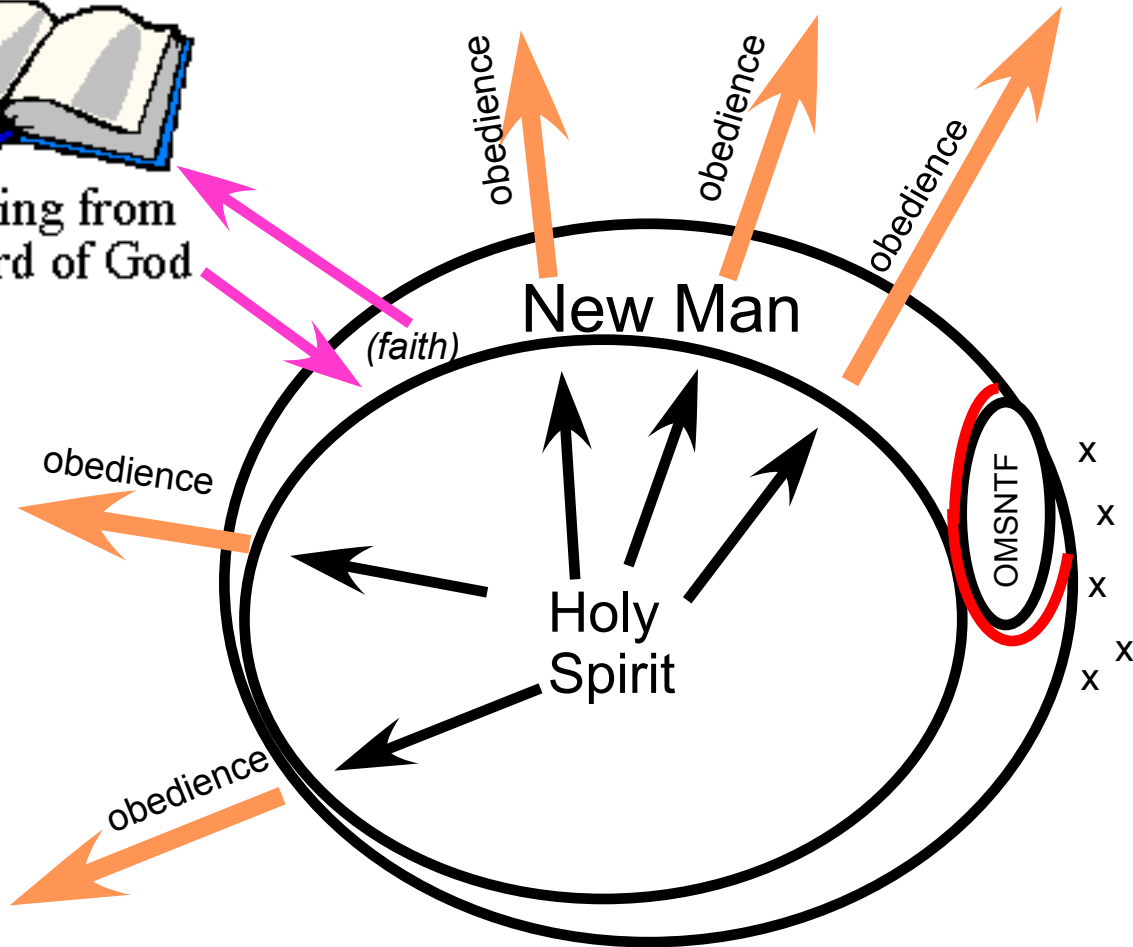 obedience
obedience
obedience
ing from
rd of God
New Man
(faith)
obedience
OMSNTF
x
x
x
x
x
Holy
Spirit
obedience